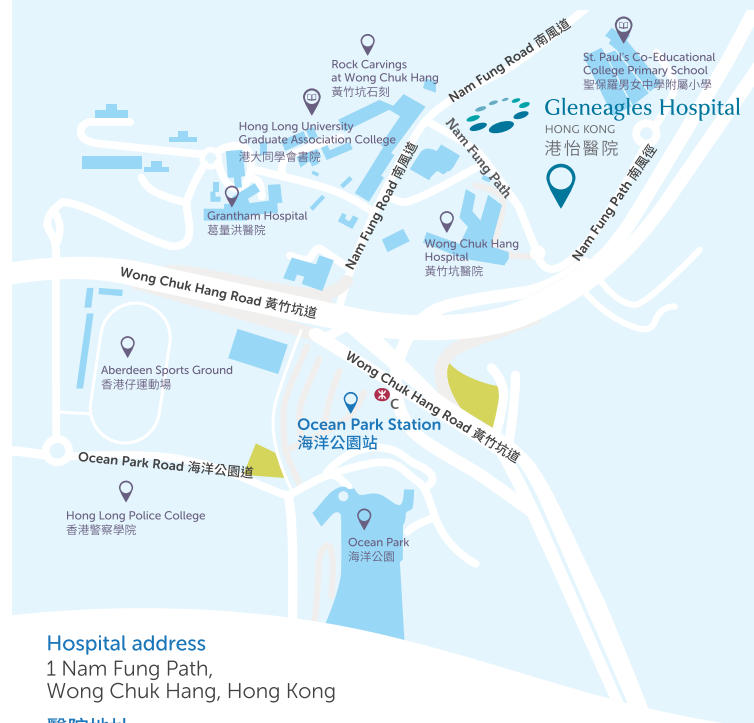 Nam Fung Road 南風道
St. Paul's Co-Educational
College Primary School
聖保羅男女中學附屬小學
Rock Carvings
at Wong Chuk Hang
黃竹坑石刻
Gleneagles Hospital
HONG KONG
港怡醫院
Hong Long University
Graduate Association College
港大同學會書院
Nam Fung Path
Nam Fung Road 南風道
Nam Fung Path 南風徑
Grantham Hospital
葛量洪醫院
Wong Chuk Hang
Hospital
黃竹坑醫院
Wong Chuk Hang Road 黃竹坑道
Aberdeen Sports Ground
香港仔運動場
Wong Chuk Hang Road 黃竹坑道
C
Ocean Park Station
海洋公園站
Ocean Park Road 海洋公園道
Hong Long Police College
香港警察學院
Ocean Park
海洋公園
Hospital address
1 Nam Fung Path,
Wong Chuk Hang, Hong Kong